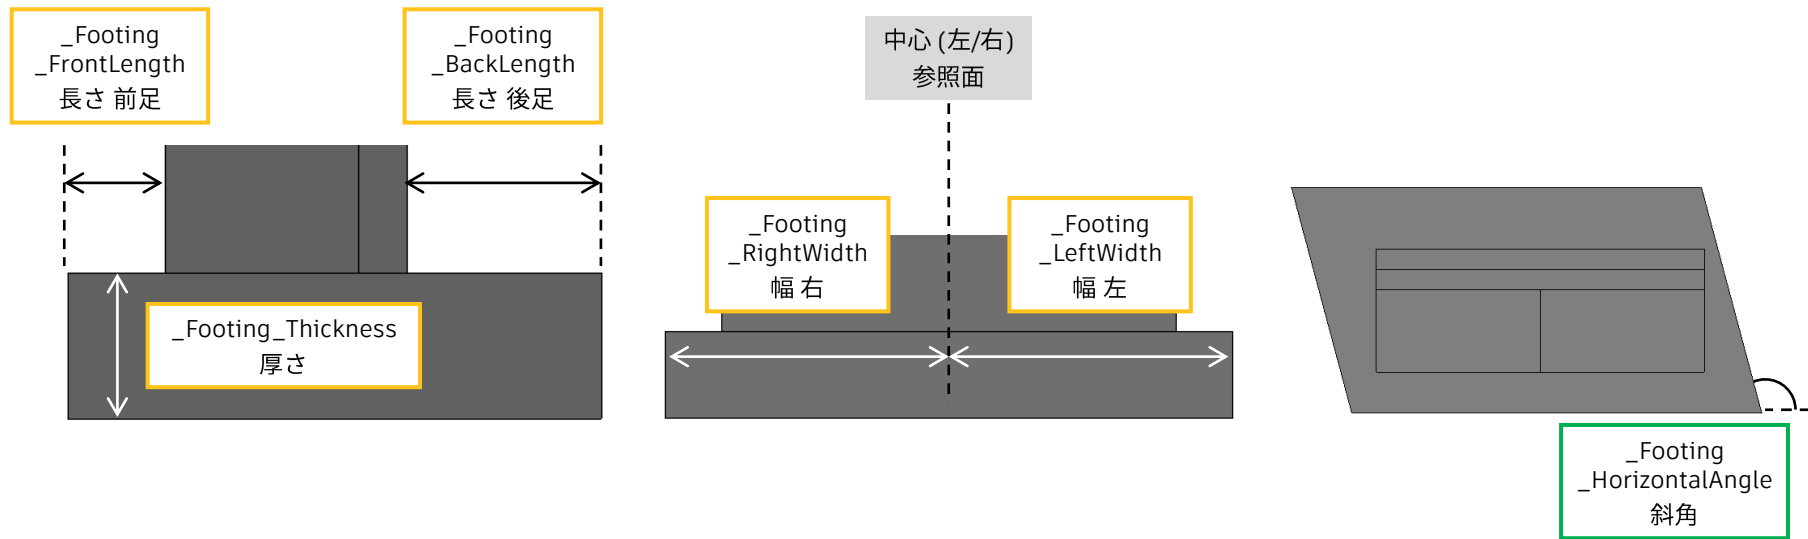 _Footing
_FrontLength
長さ 前足
_Footing
_BackLength
長さ 後足
_Footing_Thickness
厚さ
中心 (左/右)
参照面
_Footing
_RightWidth
幅 右
_Footing
_LeftWidth
幅 左
_Footing
_HorizontalAngle
斜角